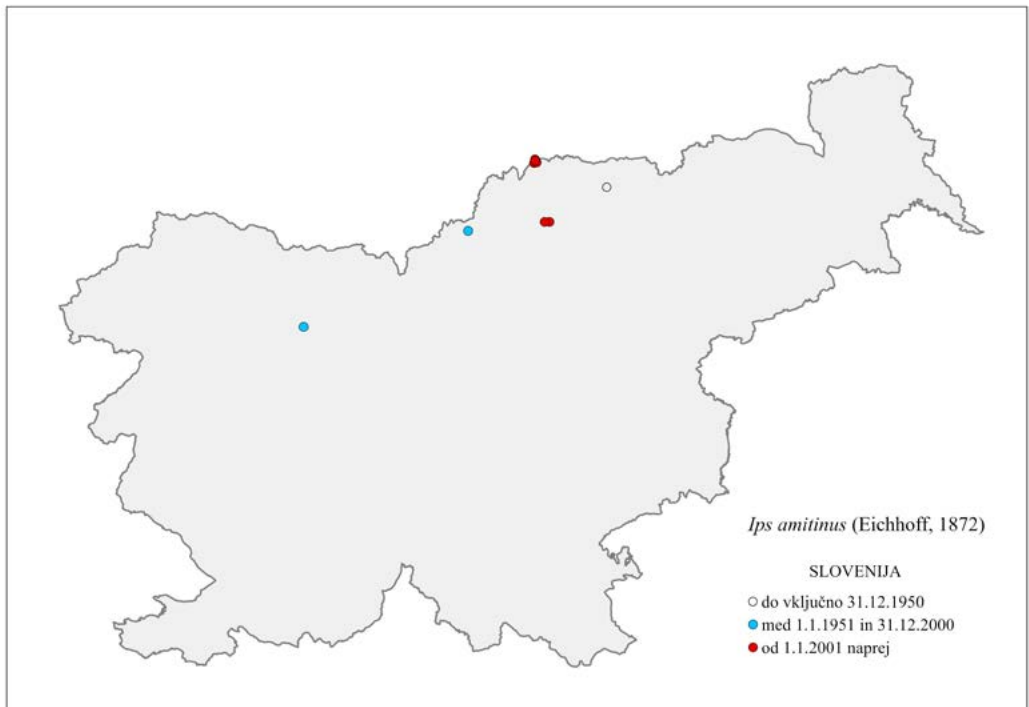 Ips amitinus (Eichhoff, 1872)
SLOVENIJA
do vključno 31.12.1950
med 1.1.1951 in 31.12.2000
od 1.1.2001 naprej